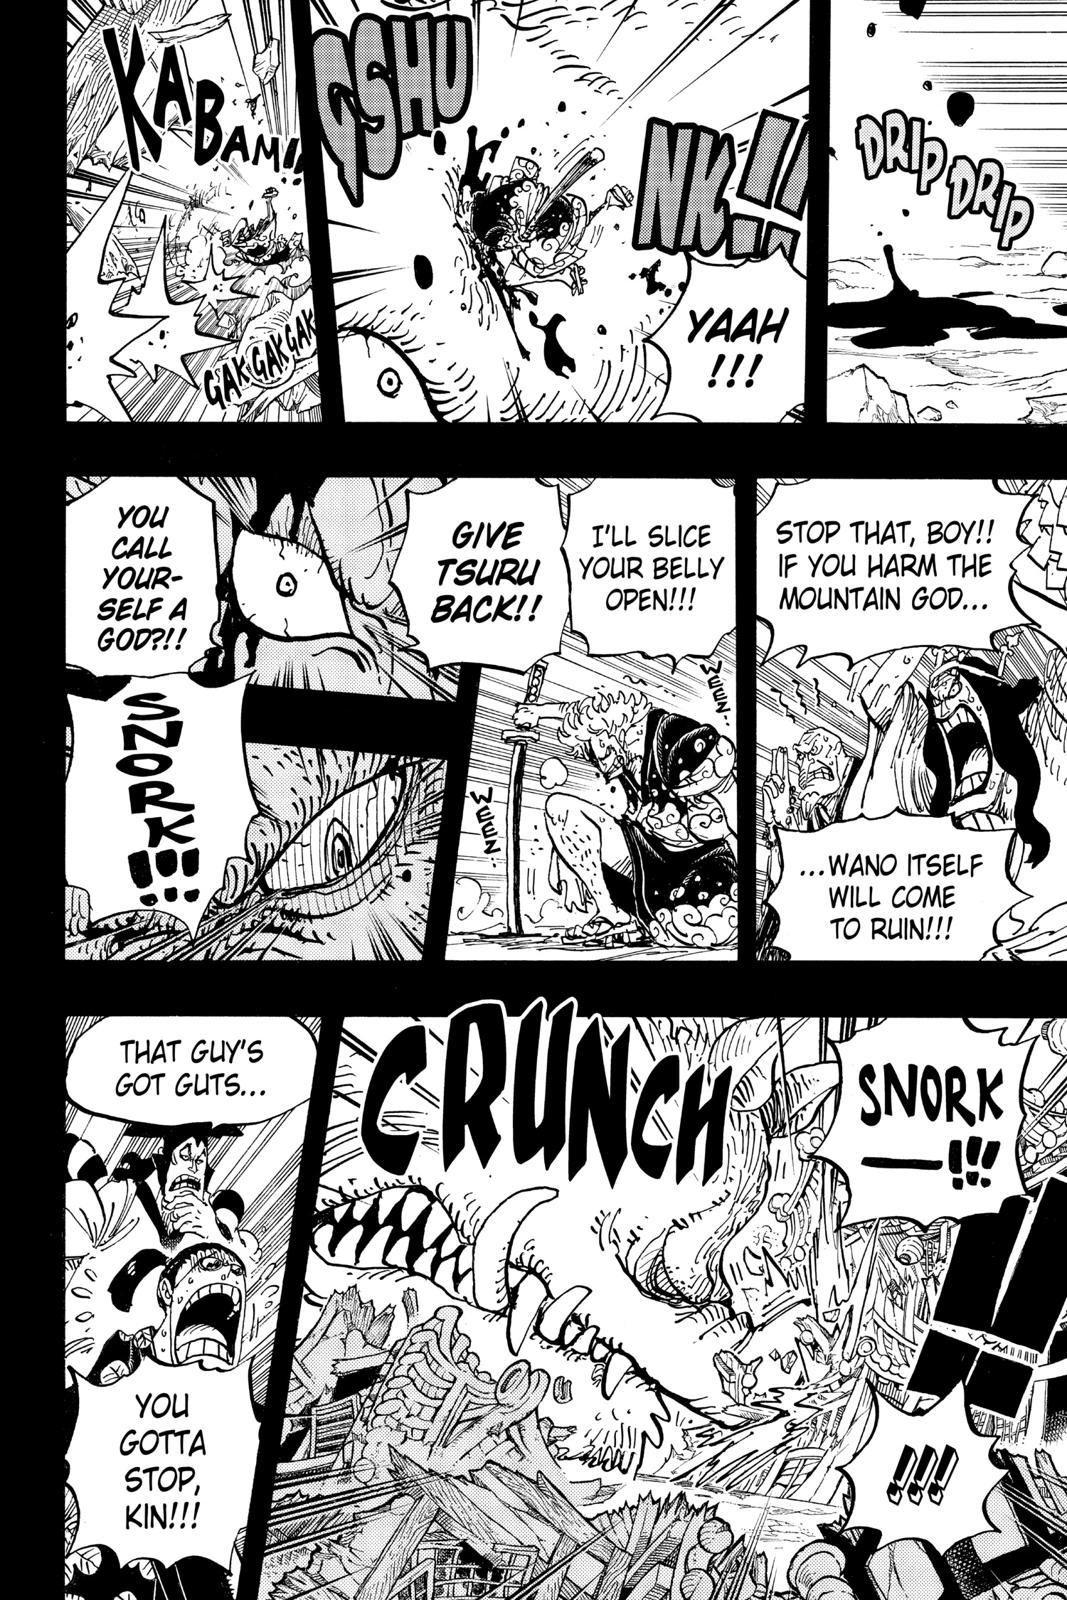 DRIP DRIP
GSHU
NK!!
YAAH
!!!
KABAM!!
GAK GAK GAK
STOP THAT, BOY!!
IF YOU HARM THE
MOUNTAIN GOD...
...WANO ITSELF
WILL COME
TO RUIN!!!
I'LL SLICE
YOUR BELLY
OPEN!!!
WEEZ..
WEEZ..
GIVE
TSURU
BACK!!
YOU
CALL
YOUR-
SELF A
GOD?!!
SNORK!!!
SNORK
—!!!
CRUNCH
!!!!
THAT GUY'S
GOT GUTS...
YOU
GOTTA
STOP,
KIN!!!